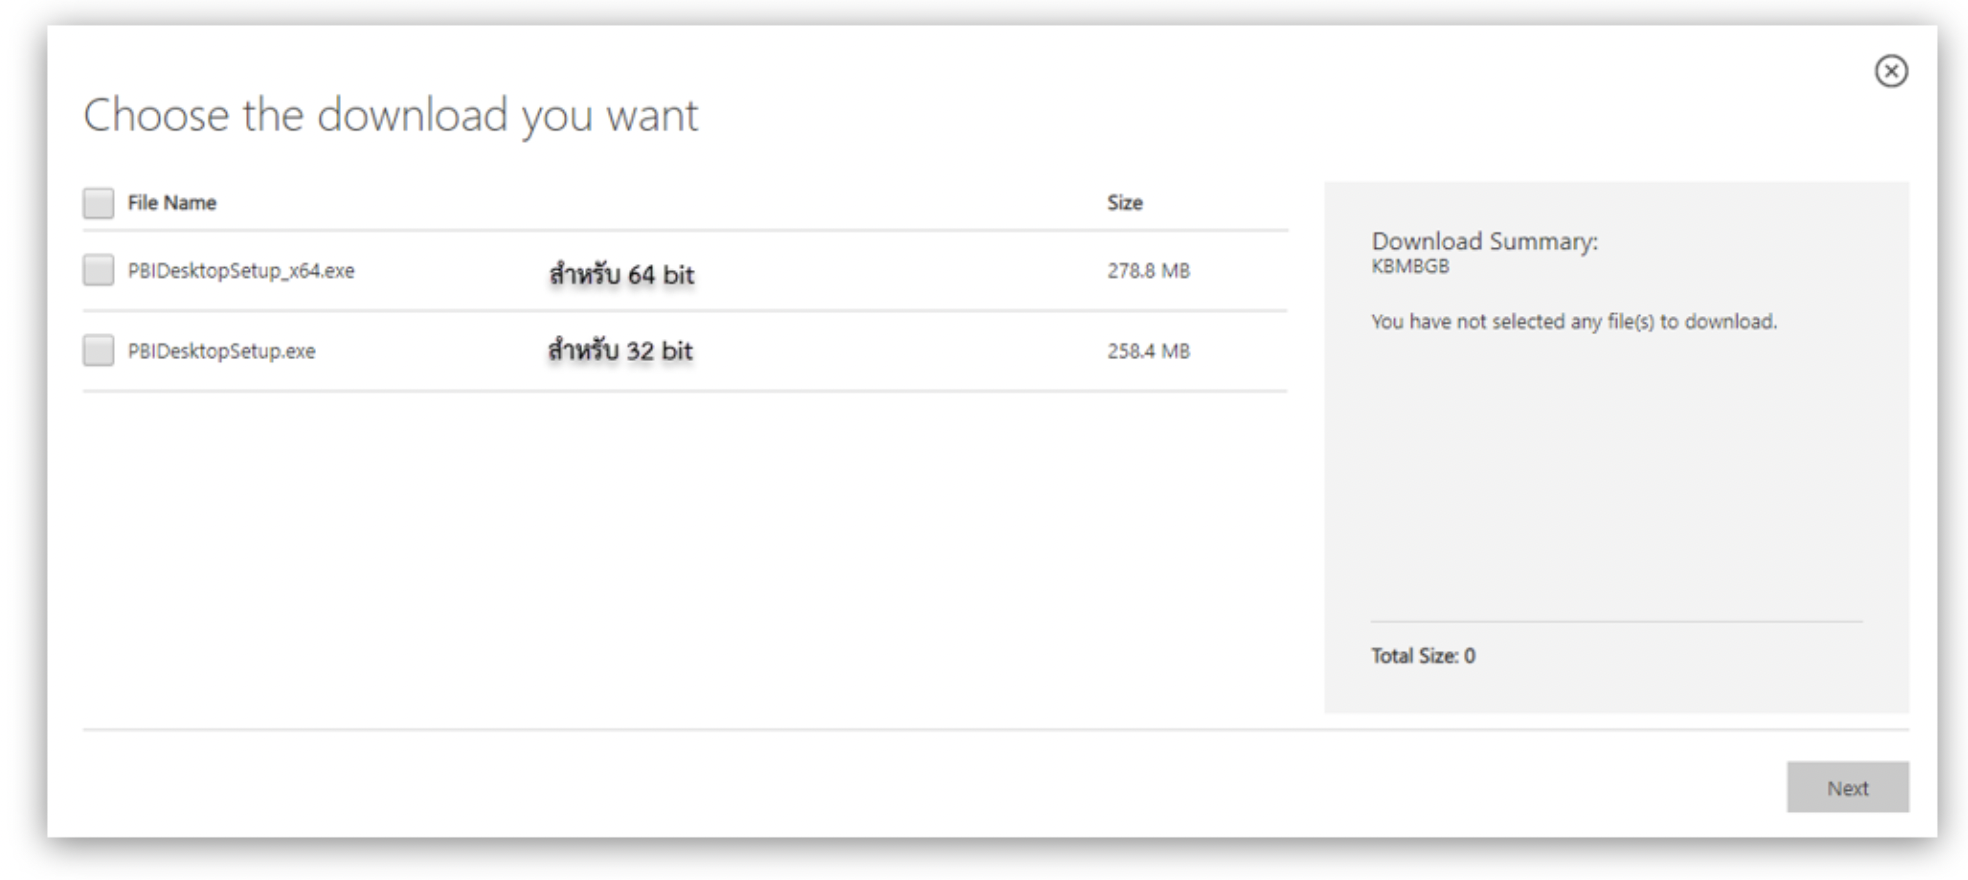 Choose the download you want
File Name Size
PBIDesktopSetup_x64.exe สำหรับ 64 bit 278.8 MB
PBIDesktopSetup.exe สำหรับ 32 bit 258.4 MB
Download Summary:
KBMBGB
You have not selected any file(s) to download.
Total Size: 0
Next